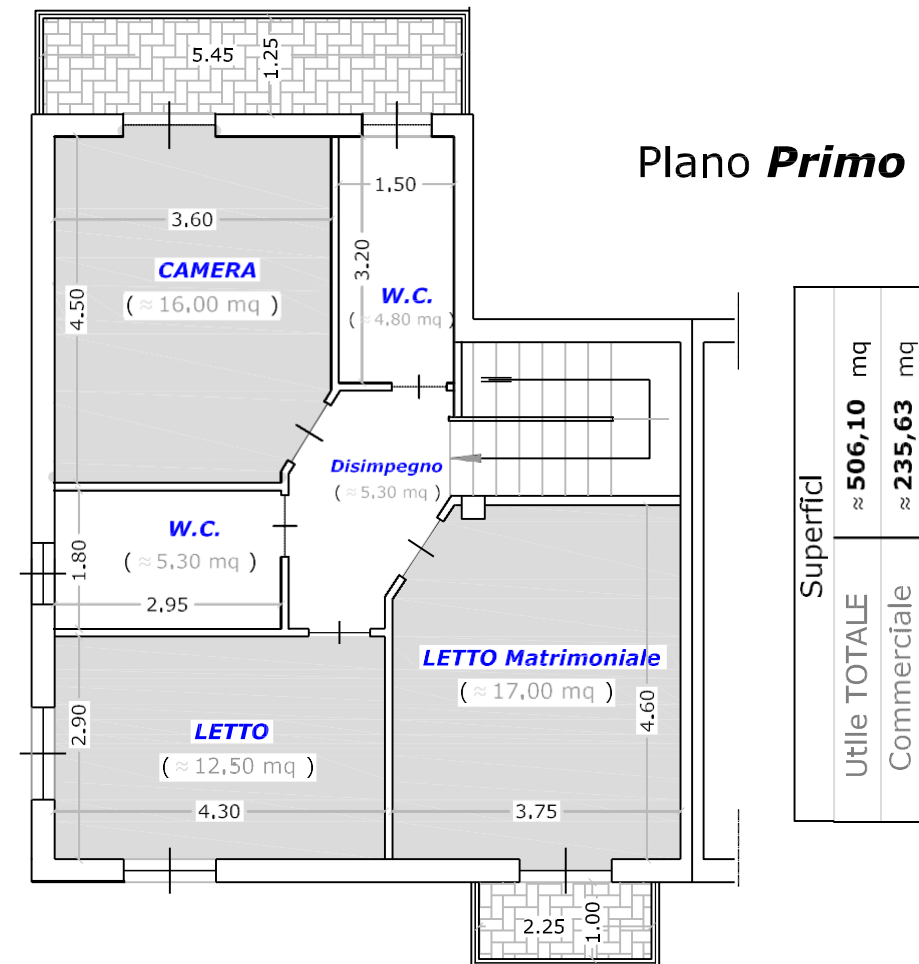 5.45
1.25
Plano Primo
1.50
3.60
3.20
CAMERA
( ≈ 16,00 mq )
4.50
W.C.
( ≈ 4,80 mq )
Disimpegno
( ≈ 5,30 mq )
W.C.
( ≈ 5,30 mq )
1.80
2.95
LETTO Matrimoniale
( ≈ 17,00 mq )
2.90
4.60
LETTO
( ≈ 12,50 mq )
4.30
3.75
2.25
1.00
Superficl
Utlle TOTALE ≈ 506,10 mq
Commerciale ≈ 235,63 mq